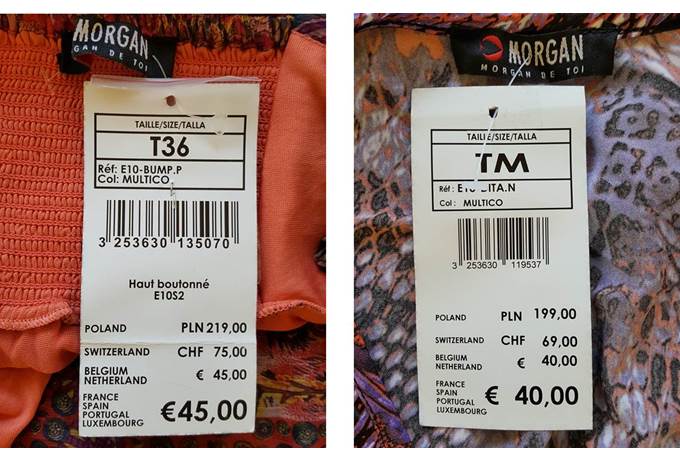 MORGAN
GAN DE TOI
TAILLE/SIZE/TALLA
T36
Réf: E10-BUMP.P
Col: MULTICO
3 253630 135070
Haut boutonné
E10S2
POLAND PLN 219,00
SWITZERLAND CHF 75,00
BELGIUM
NETHERLAND € 45,00
FRANCE
SPAIN
PORTUGAL
LUXEMBOURG
€45,00
MORGAN
MORGAN DE TOI
TAILLE/SIZE/TALLA
TM
Réf: E10-DITA.N
Col: MULTICO
3 253630 119537
POLAND PLN 199,00
SWITZERLAND CHF 69,00
BELGIUM
NETHERLAND € 40,00
FRANCE
SPAIN
PORTUGAL
LUXEMBOURG
€ 40,00